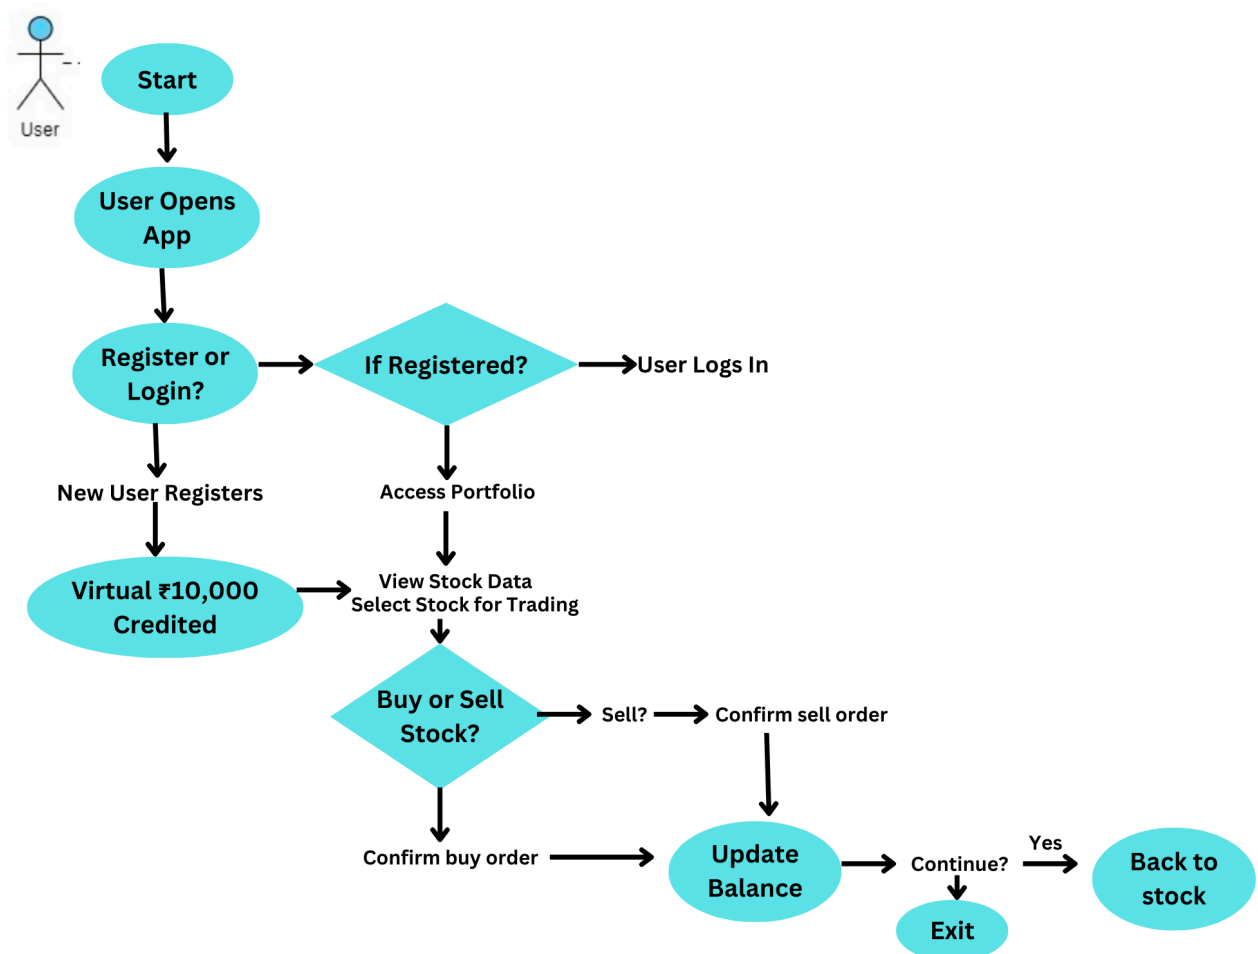 User
Start
User Opens
App
Register or
Login?
If Registered?
User Logs In
New User Registers
Access Portfolio
Virtual ₹10,000
Credited
View Stock Data
Select Stock for Trading
Buy or Sell
Stock?
Sell?
Confirm sell order
Confirm buy order
Update
Balance
Continue?
Yes
Back to
stock
Exit